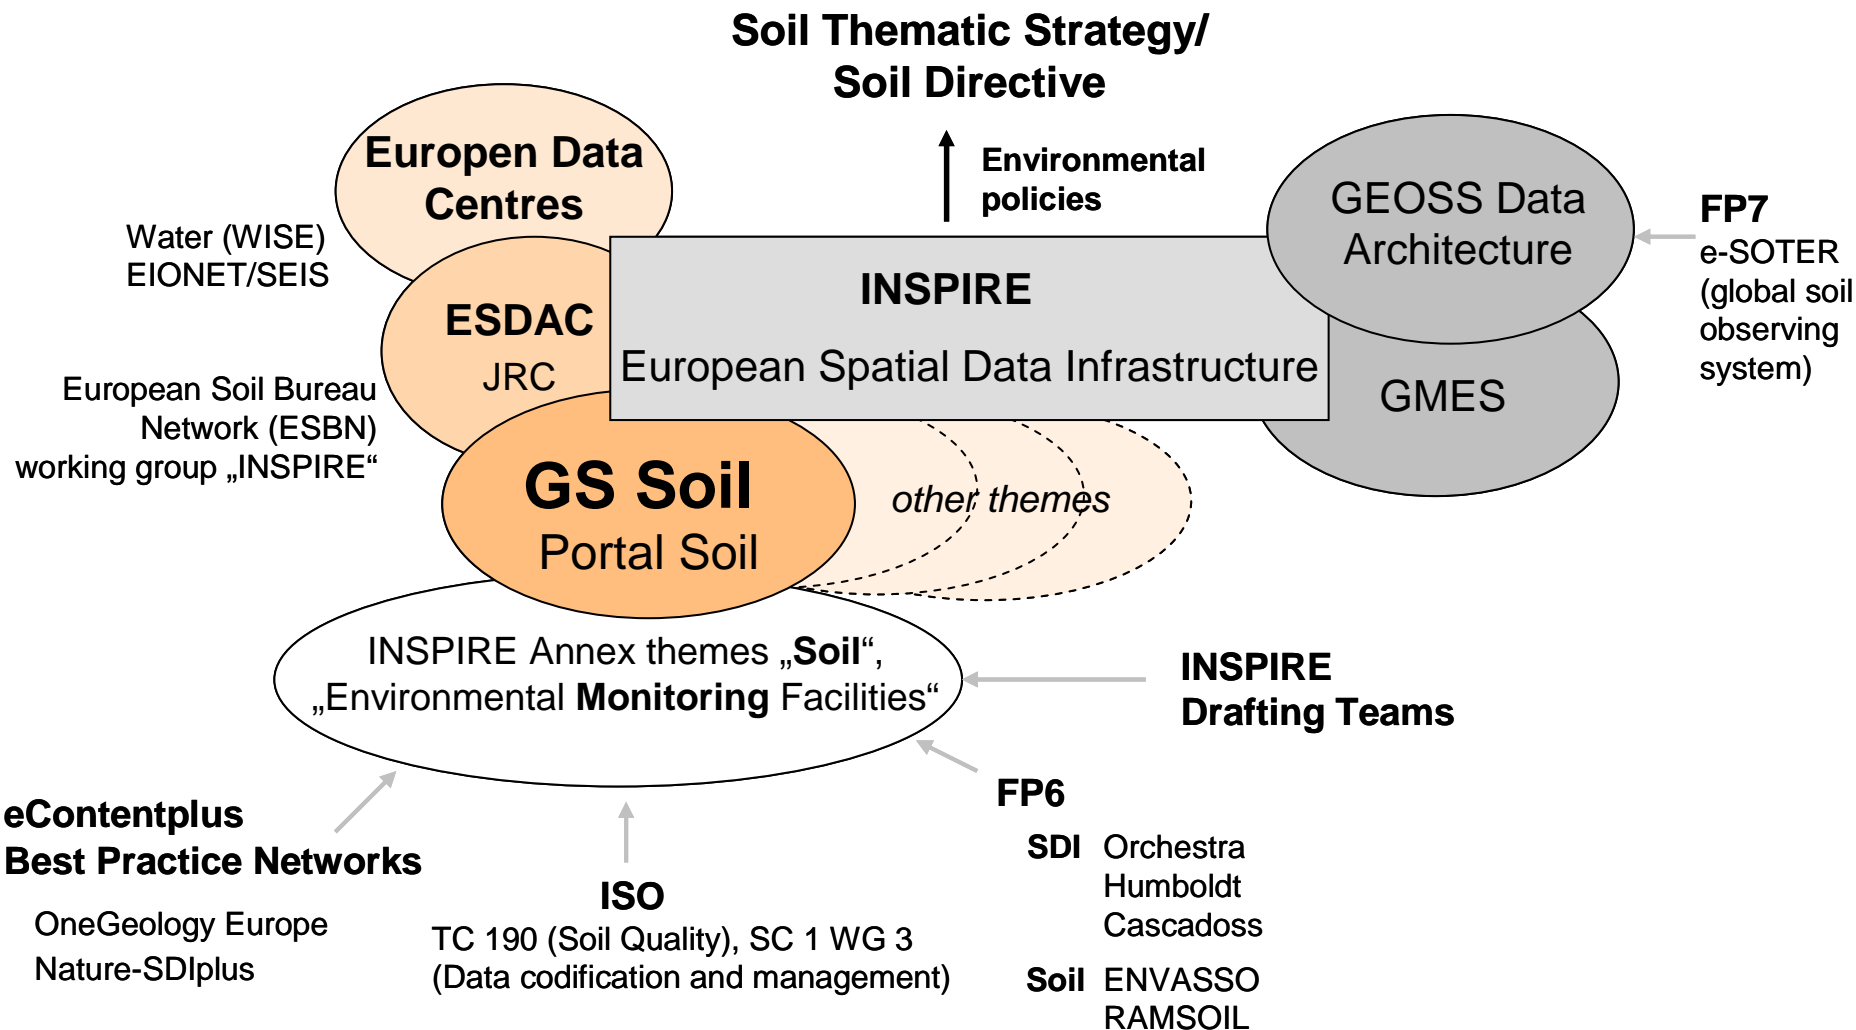 Soil Thematic Strategy/
Soil Directive
Environmental
policies
Europen Data
Centres
Water (WISE)
EIONET/SEIS
ESDAC
JRC
European Soil Bureau
Network (ESBN)
working group „INSPIRE“
INSPIRE
European Spatial Data Infrastructure
GEOSS Data
Architecture
GMES
FP7
e-SOTER
(global soil
observing
system)
GS Soil
Portal Soil
other themes
INSPIRE Annex themes „Soil“,
„Environmental Monitoring Facilities“
INSPIRE
Drafting Teams
eContentplus
Best Practice Networks
OneGeology Europe
Nature-SDIplus
ISO
TC 190 (Soil Quality), SC 1 WG 3
(Data codification and management)
FP6
SDI Orchestra
Humboldt
Cascadoss
Soil ENVASSO
RAMSOIL